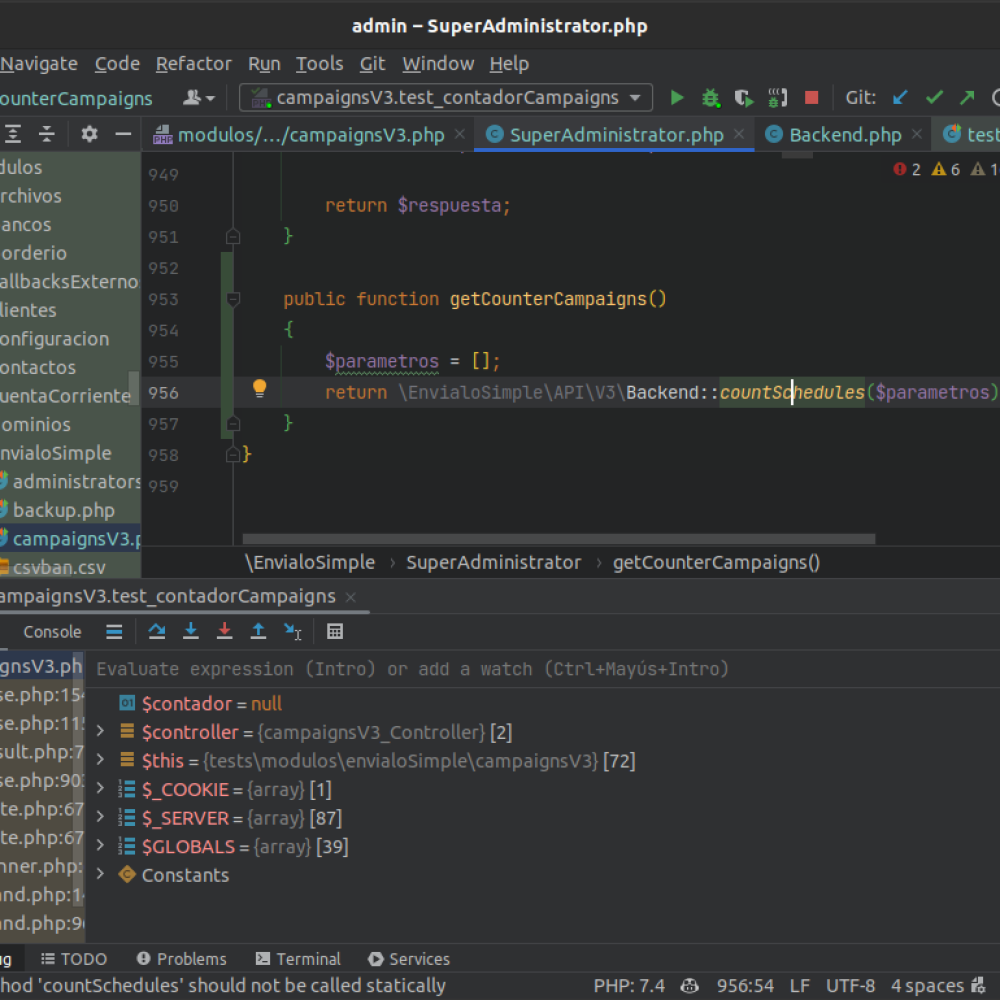 admin – SuperAdministrator.php
Navigate Code Refactor Run Tools Git Window Help
ounterCampaigns campaignsV3.test_contadorCampaigns Git:
modulos/.../campaignsV3.php SuperAdministrator.php Backend.php test
dulos
rchivos
ancos
orderio
allbacksExterno
lientes
onfiguracion
ontactos
uentaCorriente
ominios
nvialoSimple
administrators
backup.php
campaignsV3.p
csvban.csv
2 6 1
949
950 return $respuesta;
951 }
952
953 public function getCounterCampaigns()
954 {
955 $parametros = [];
956 return \EnvialoSimple\API\V3\Backend::countSchedules($parametros)
957 }
958 }
959
\EnvialoSimple › SuperAdministrator › getCounterCampaigns()
ampaignsV3.test_contadorCampaigns
Console
gnsV3.ph
se.php:154
se.php:115
sult.php:7
se.php:903
te.php:67
te.php:67
nner.php:
and.php:14
and.php:96
Evaluate expression (Intro) or add a watch (Ctrl+Mayús+Intro)
$contador = null
$controller = {campaignsV3_Controller} [2]
$this = {tests\modulos\envialoSimple\campaignsV3} [72]
$_COOKIE = {array} [1]
$_SERVER = {array} [87]
$GLOBALS = {array} [39]
Constants
ug TODO Problems Terminal Services
hod 'countSchedules' should not be called statically PHP: 7.4 956:54 LF UTF-8 4 spaces